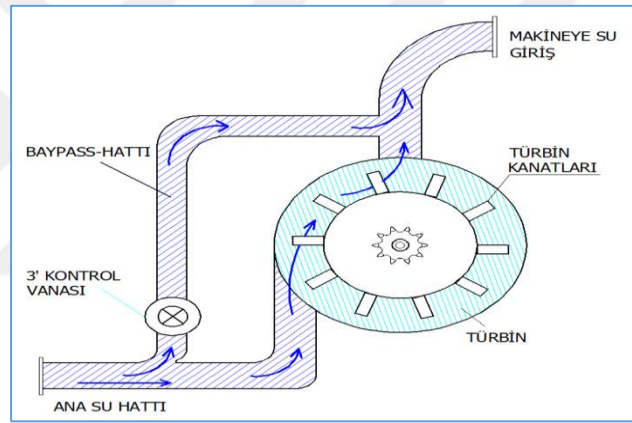 MAKİNEYE SU
GİRİŞ
BAYPASS-HATTI
TÜRBİN
KANATLARI
3' KONTROL
VANASI
TÜRBİN
ANA SU HATTI